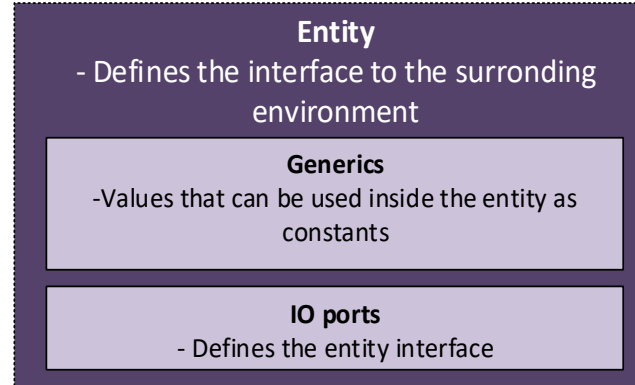 Entity
- Defines the interface to the surronding
environment
Generics
-Values that can be used inside the entity as
constants
IO ports
- Defines the entity interface